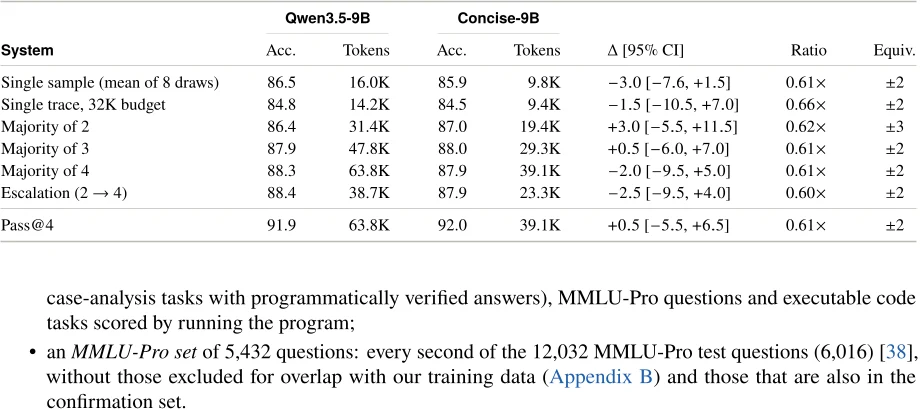 Qwen3.5-9B Concise-9B
System Acc. Tokens Acc. Tokens Δ [95% CI] Ratio Equiv.
Single sample (mean of 8 draws) 86.5 16.0K 85.9 9.8K −3.0 [−7.6, +1.5] 0.61× ±2
Single trace, 32K budget 84.8 14.2K 84.5 9.4K −1.5 [−10.5, +7.0] 0.66× ±2
Majority of 2 86.4 31.4K 87.0 19.4K +3.0 [−5.5, +11.5] 0.62× ±3
Majority of 3 87.9 47.8K 88.0 29.3K +0.5 [−6.0, +7.0] 0.61× ±2
Majority of 4 88.3 63.8K 87.9 39.1K −2.0 [−9.5, +5.0] 0.61× ±2
Escalation (2 → 4) 88.4 38.7K 87.9 23.3K −2.5 [−9.5, +4.0] 0.60× ±2
Pass@4 91.9 63.8K 92.0 39.1K +0.5 [−5.5, +6.5] 0.61× ±2
case-analysis tasks with programmatically verified answers), MMLU-Pro questions and executable code
tasks scored by running the program;
• an MMLU-Pro set of 5,432 questions: every second of the 12,032 MMLU-Pro test questions (6,016) [38],
without those excluded for overlap with our training data (Appendix B) and those that are also in the
confirmation set.